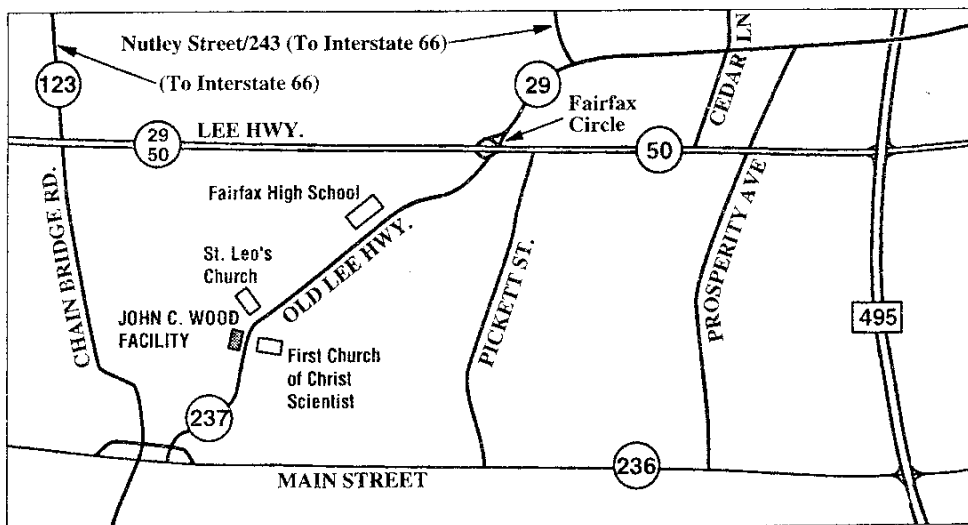 Nutley Street/243 (To Interstate 66)
(To Interstate 66)
123
29
50
LEE HWY.
29
Fairfax
Circle
CEDAR LN
50
Fairfax High School
St. Leo's
Church
JOHN C. WOOD
FACILITY
OLD LEE HWY.
First Church
of Christ
Scientist
CHAIN BRIDGE RD.
PICKETT ST.
PROSPERITY AVE
495
237
MAIN STREET
236